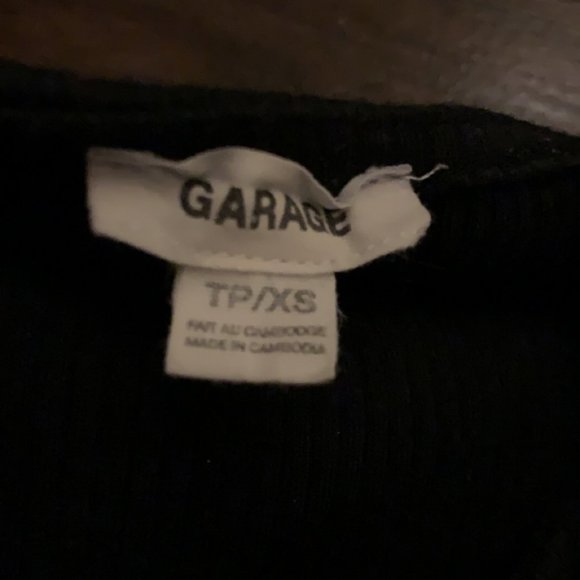 GARAGE
TP/XS
FAIT AU CAMBODGE
MADE IN CAMBODIA